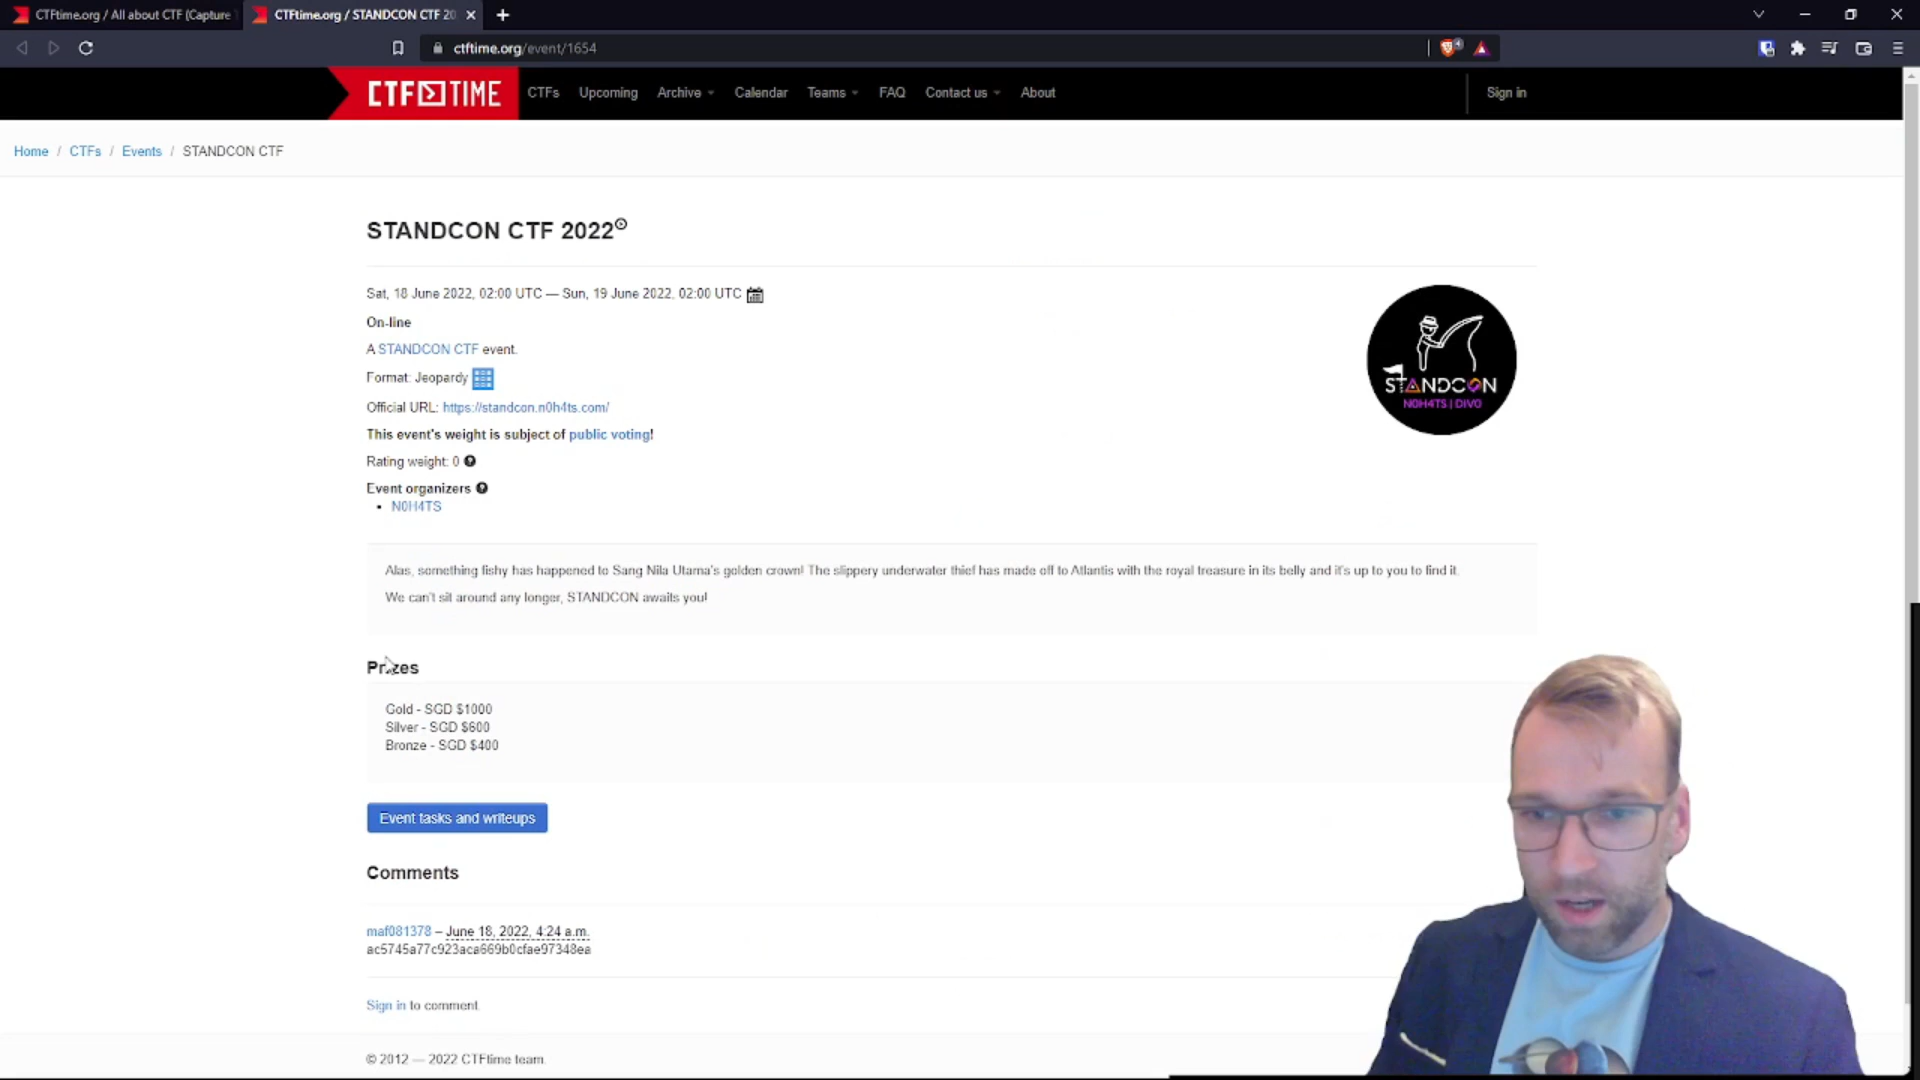 CTFtime.org / All about CTF (Capture
CTFtime.org / STANDCON CTF 20
ctftime.org/event/1654
CTF TIME
CTFs
Upcoming
Archive
Calendar
Teams
FAQ
Contact us
About
Sign in
Home / CTFs / Events / STANDCON CTF
STANDCON CTF 2022
Sat, 18 June 2022, 02:00 UTC — Sun, 19 June 2022, 02:00 UTC
On-line
A STANDCON CTF event.
Format: Jeopardy
Official URL: https://standcon.n0h4ts.com/
This event's weight is subject of public voting!
Rating weight: 0
Event organizers
• N0H4TS
STANDCON
N0H4TS | DIV0
Alas, something fishy has happened to Sang Nila Utama's golden crown! The slippery underwater thief has made off to Atlantis with the royal treasure in its belly and it's up to you to find it.
We can't sit around any longer, STANDCON awaits you!
Prizes
Gold - SGD $1000
Silver - SGD $600
Bronze - SGD $400
Event tasks and writeups
Comments
maf081378 – June 18, 2022, 4:24 a.m.
ac5745a77c923aca669b0cfae97348ea
Sign in to comment.
© 2012 — 2022 CTFtime team.